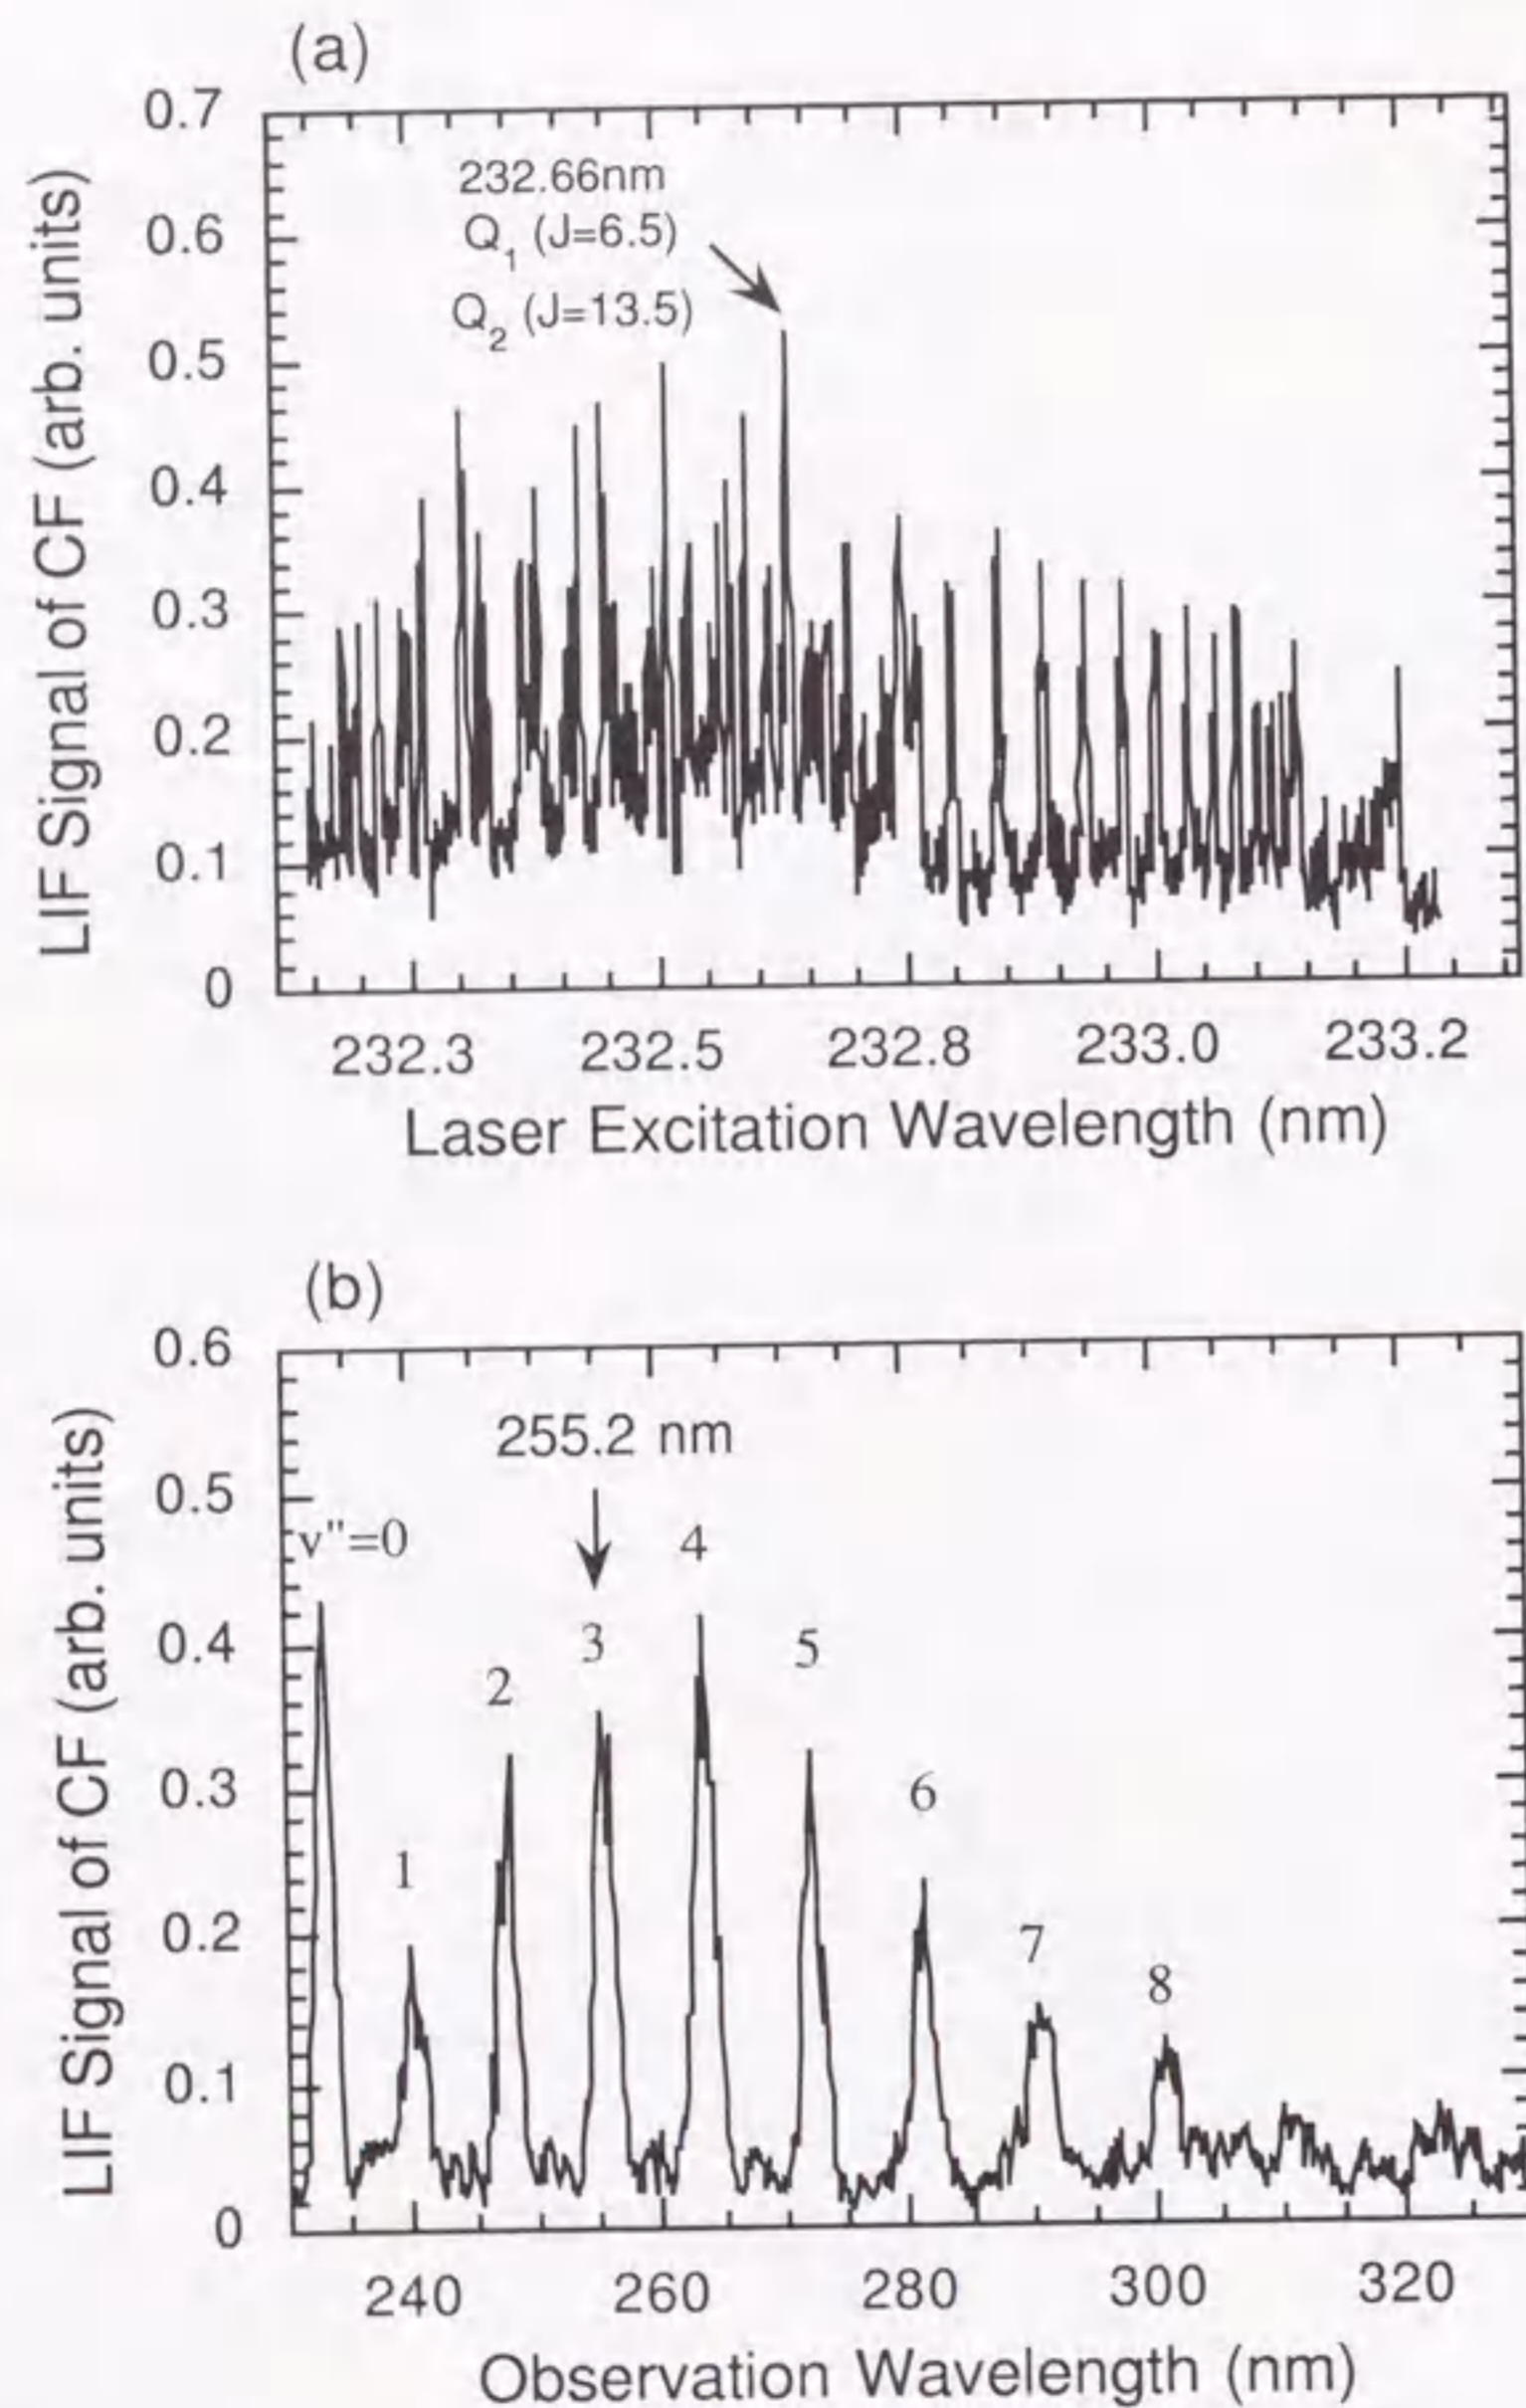 (a)
0.7
0.6
0.5
0.4
0.3
0.2
0.1
0
LIF Signal of CF (arb. units)
232.66nm
Q1 (J=6.5)
Q2 (J=13.5)
232.3 232.5 232.8 233.0 233.2
Laser Excitation Wavelength (nm)
(b)
0.6
0.5
0.4
0.3
0.2
0.1
0
LIF Signal of CF (arb. units)
255.2 nm
v"=0
1
2
3
4
5
6
7
8
240 260 280 300 320
Observation Wavelength (nm)